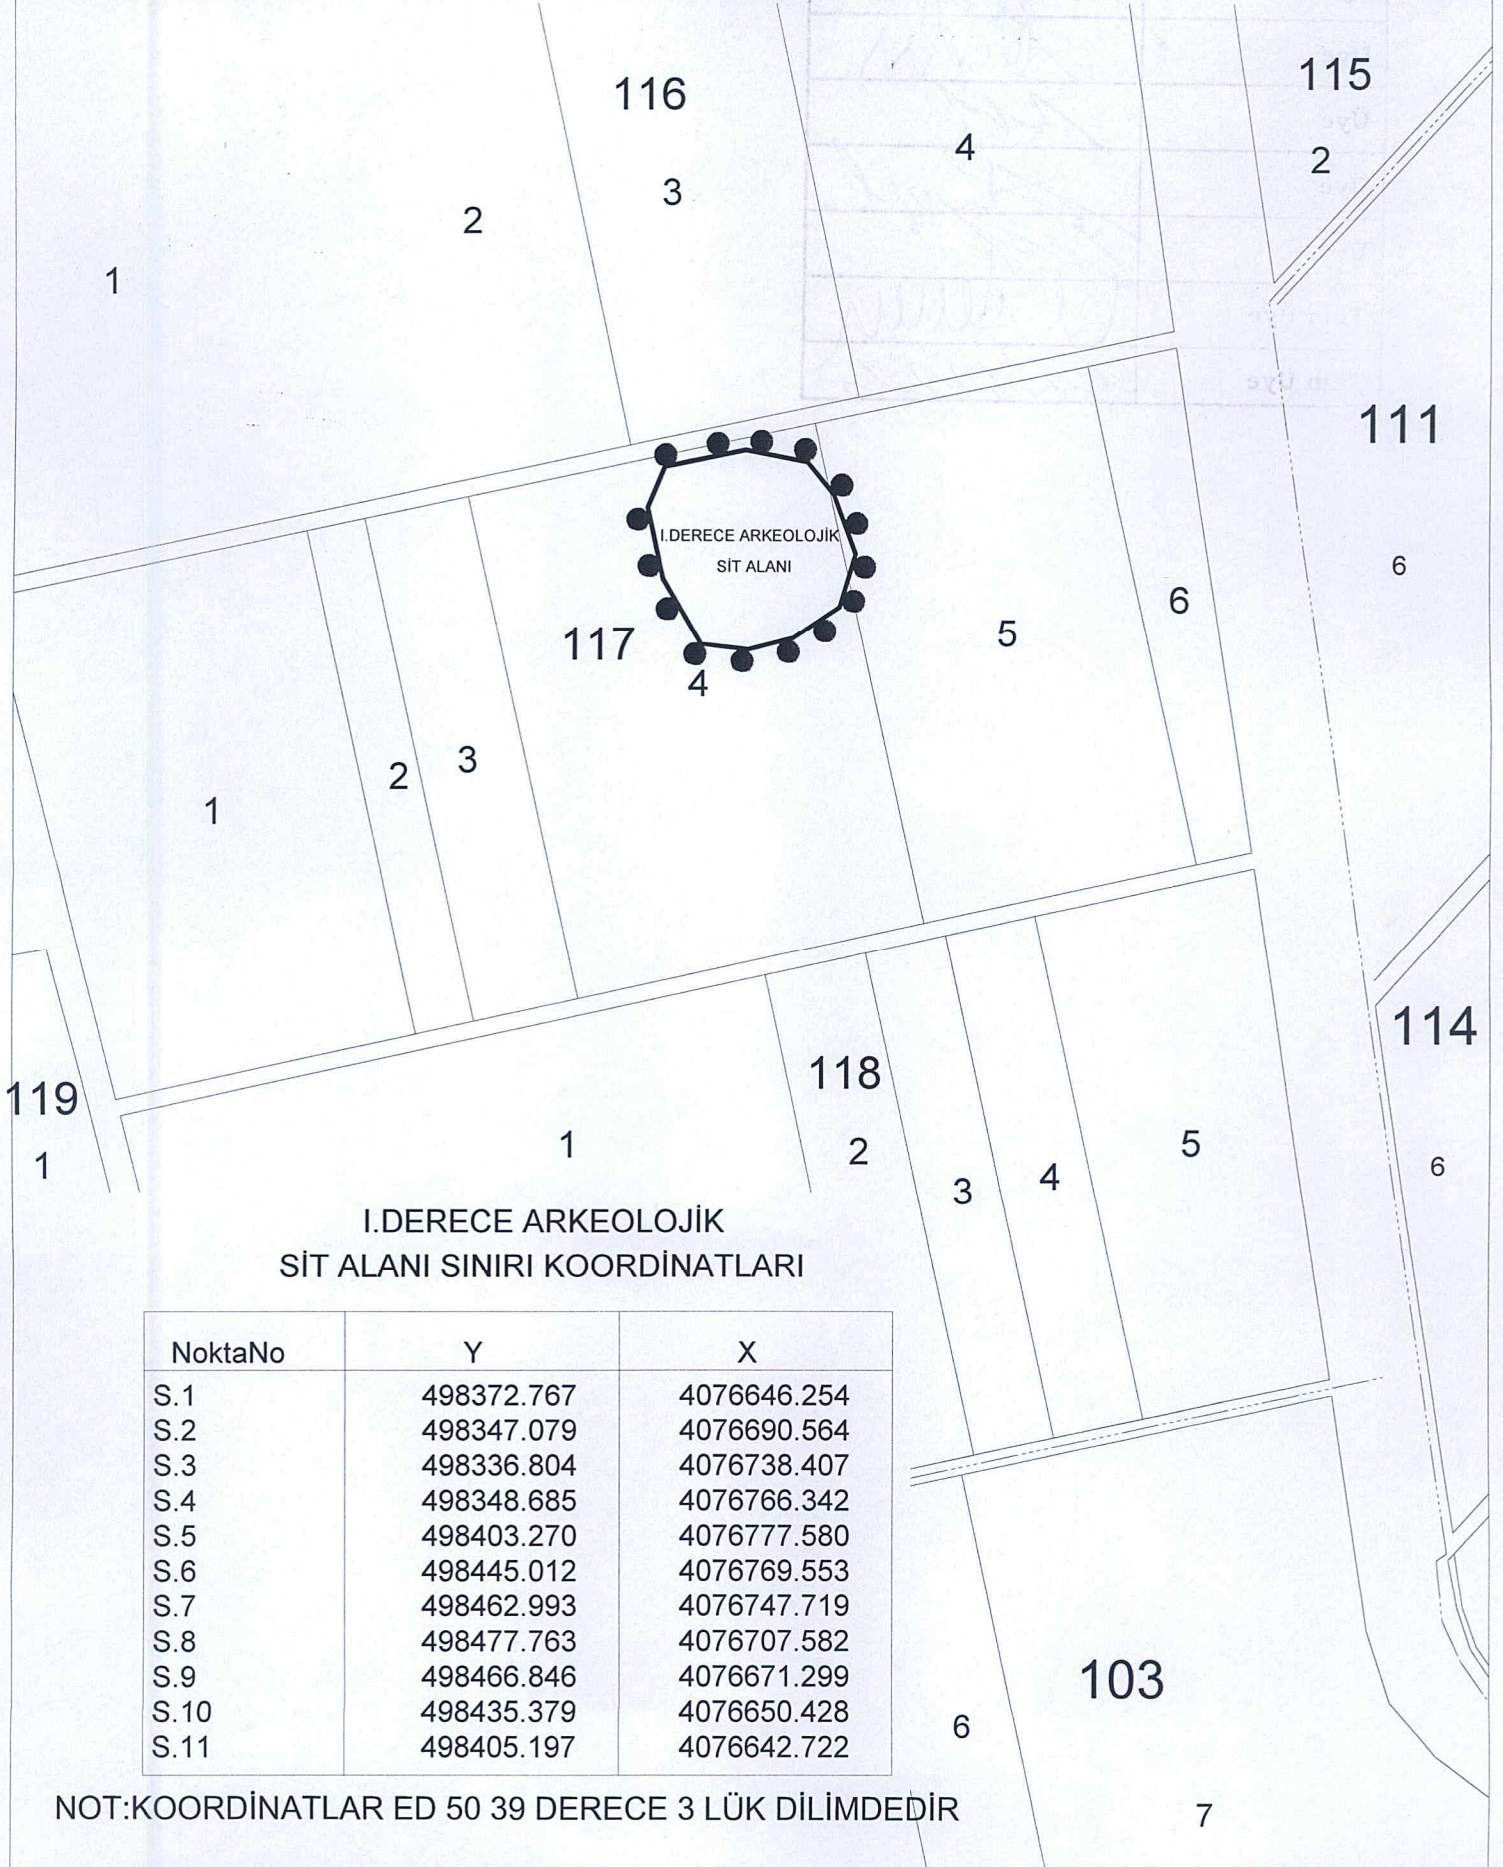 116
115
4
2
3
2
1
111
6
I.DERECE ARKEOLOJİK
SİT ALANI
6
5
117
4
3
2
1
114
118
119
1
2
5
1
6
4
3
I.DERECE ARKEOLOJİK
SİT ALANI SINIRI KOORDİNATLARI
NoktaNo Y X
S.1 498372.767 4076646.254
S.2 498347.079 4076690.564
S.3 498336.804 4076738.407
S.4 498348.685 4076766.342
S.5 498403.270 4076777.580
S.6 498445.012 4076769.553
S.7 498462.993 4076747.719
S.8 498477.763 4076707.582
S.9 498466.846 4076671.299
S.10 498435.379 4076650.428
S.11 498405.197 4076642.722
103
6
7
NOT:KOORDİNATLAR ED 50 39 DERECE 3 LÜK DİLİMDEDİR